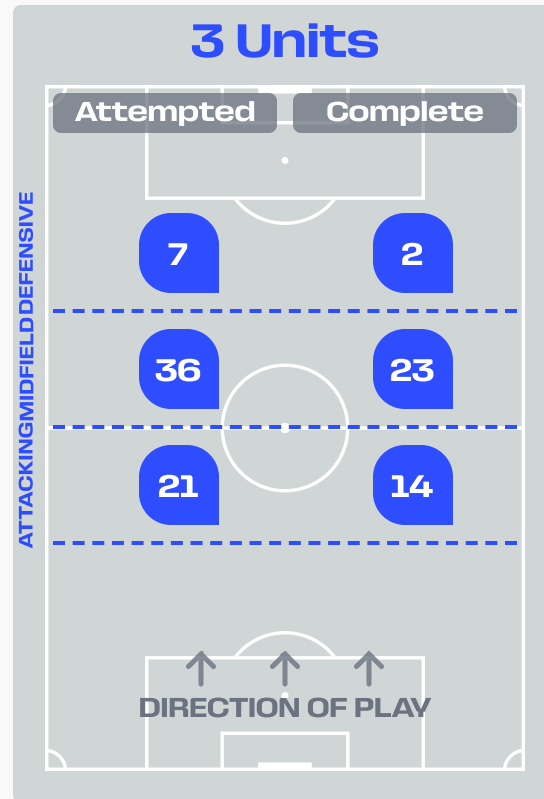 3 Units
Attempted Complete
DEFENSIVE
7 2
MIDFIELD
36 23
ATTACKING
21 14
DIRECTION OF PLAY